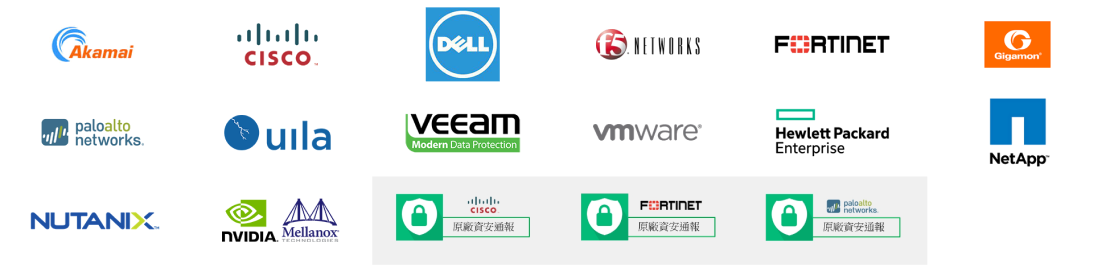 Akamai
CISCO
DELL
f5 NETWORKS
FORTINET
G
Gigamon
paloalto
networks
uila
veeAM
Modern Data Protection
vmware
Hewlett Packard
Enterprise
NetApp
NUTANIX
NVIDIA
Mellanox
TECHNOLOGIES
CISCO
原廠資安通報
FORTINET
原廠資安通報
paloalto
networks
原廠資安通報